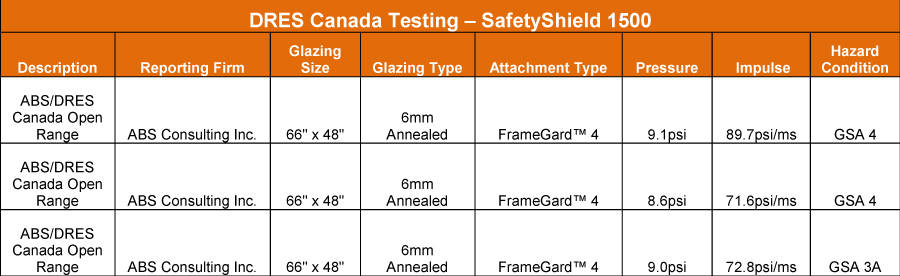 DRES Canada Testing – SafetyShield 1500
Description Reporting Firm Glazing Size Glazing Type Attachment Type Pressure Impulse Hazard Condition
ABS/DRES Canada Open Range ABS Consulting Inc. 66" x 48" 6mm Annealed FrameGard™ 4 9.1psi 89.7psi/ms GSA 4
ABS/DRES Canada Open Range ABS Consulting Inc. 66" x 48" 6mm Annealed FrameGard™ 4 8.6psi 71.6psi/ms GSA 4
ABS/DRES Canada Open Range ABS Consulting Inc. 66" x 48" 6mm Annealed FrameGard™ 4 9.0psi 72.8psi/ms GSA 3A